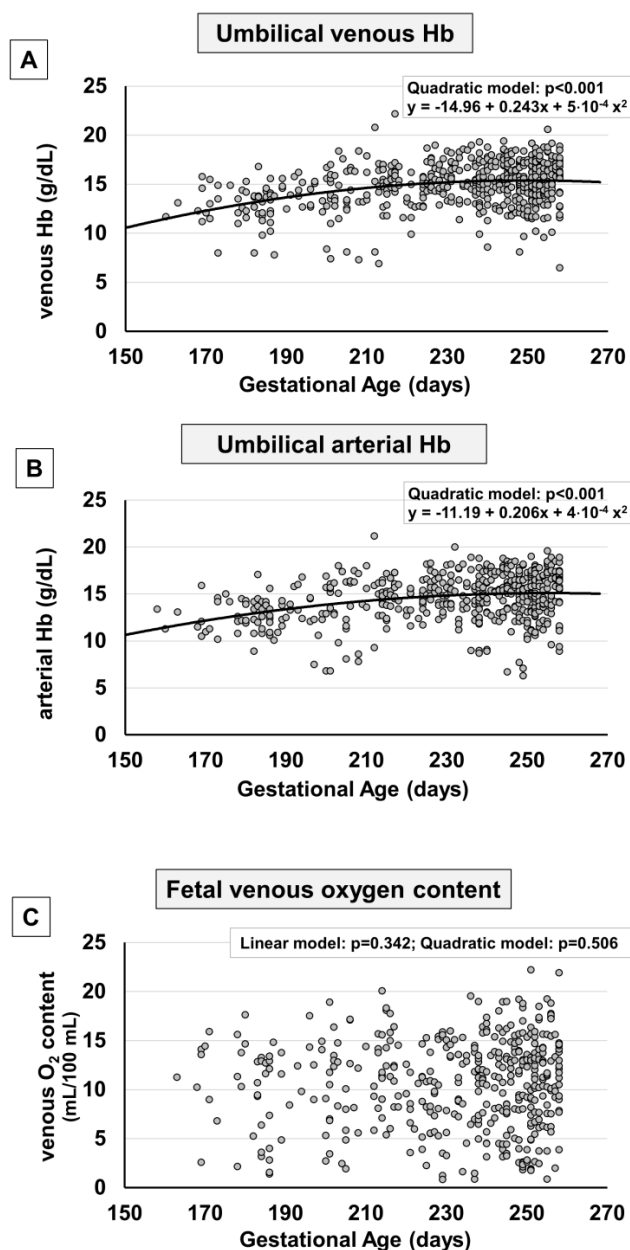 Umbilical venous Hb
A
Quadratic model: p<0.001
y = -14.96 + 0.243x + 5·10⁻⁴ x²
venous Hb (g/dL)
25
20
15
10
5
0
150 170 190 210 230 250 270
Gestational Age (days)
Umbilical arterial Hb
B
Quadratic model: p<0.001
y = -11.19 + 0.206x + 4·10⁻⁴ x²
arterial Hb (g/dL)
25
20
15
10
5
0
150 170 190 210 230 250 270
Gestational Age (days)
Fetal venous oxygen content
C
Linear model: p=0.342; Quadratic model: p=0.506
venous O₂ content
(mL/100 mL)
25
20
15
10
5
0
150 170 190 210 230 250 270
Gestational Age (days)